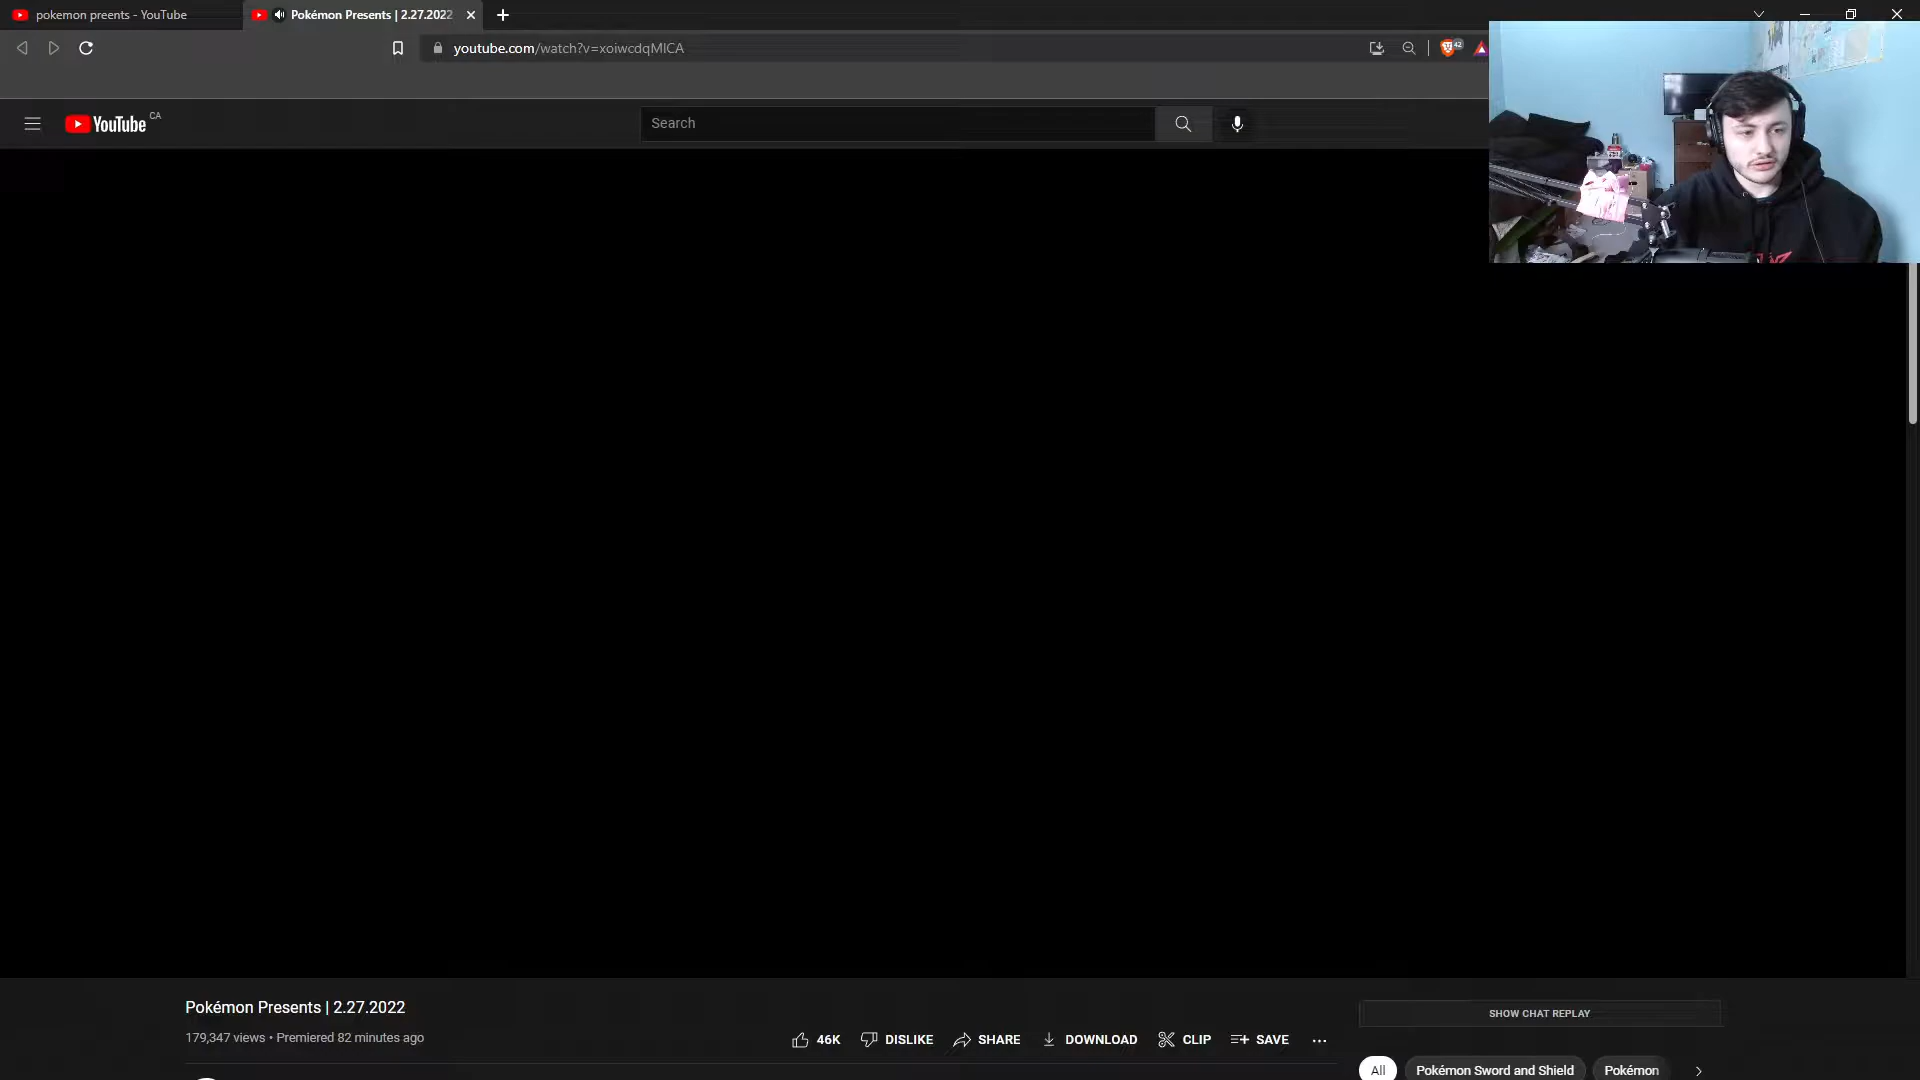 pokemon preents - YouTube
Pokémon Presents | 2.27.2022
youtube.com/watch?v=xoiwcdqMlCA
42
YouTube CA
Search
Pokémon Presents | 2.27.2022
179,347 views • Premiered 82 minutes ago
46K DISLIKE SHARE DOWNLOAD CLIP SAVE
SHOW CHAT REPLAY
All Pokémon Sword and Shield Pokémon